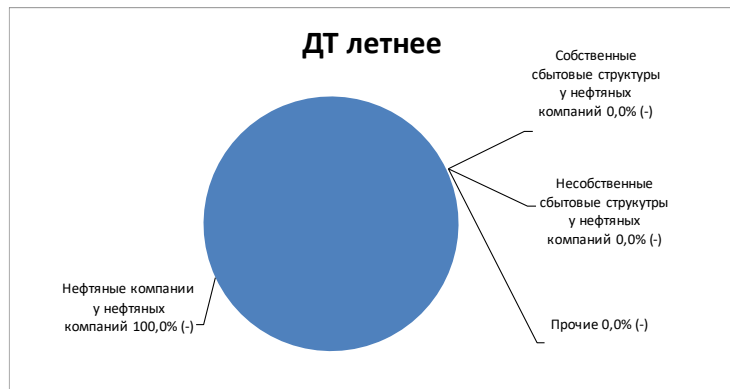 ДТ летнее
Собственные
сбытовые структуры
у нефтяных
компаний 0,0% (-)
Несобственные
сбытовые струкутры
у нефтяных
компаний 0,0% (-)
Нефтяные компании
у нефтяных
компаний 100,0% (-)
Прочие 0,0% (-)